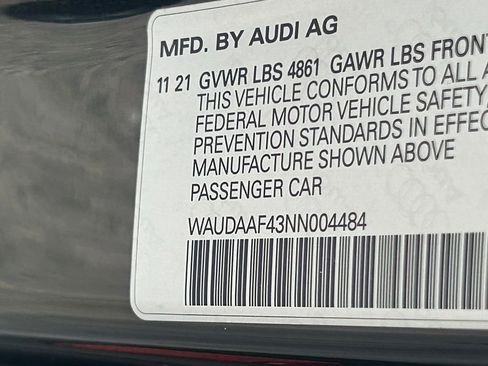 MFD. BY AUDI AG
11 21 GVWR LBS 4861 GAWR LBS FRONT
THIS VEHICLE CONFORMS TO ALL A
FEDERAL MOTOR VEHICLE SAFETY,
PREVENTION STANDARDS IN EFFEC
MANUFACTURE SHOWN ABOVE
PASSENGER CAR
WAUDAAF43NN004484